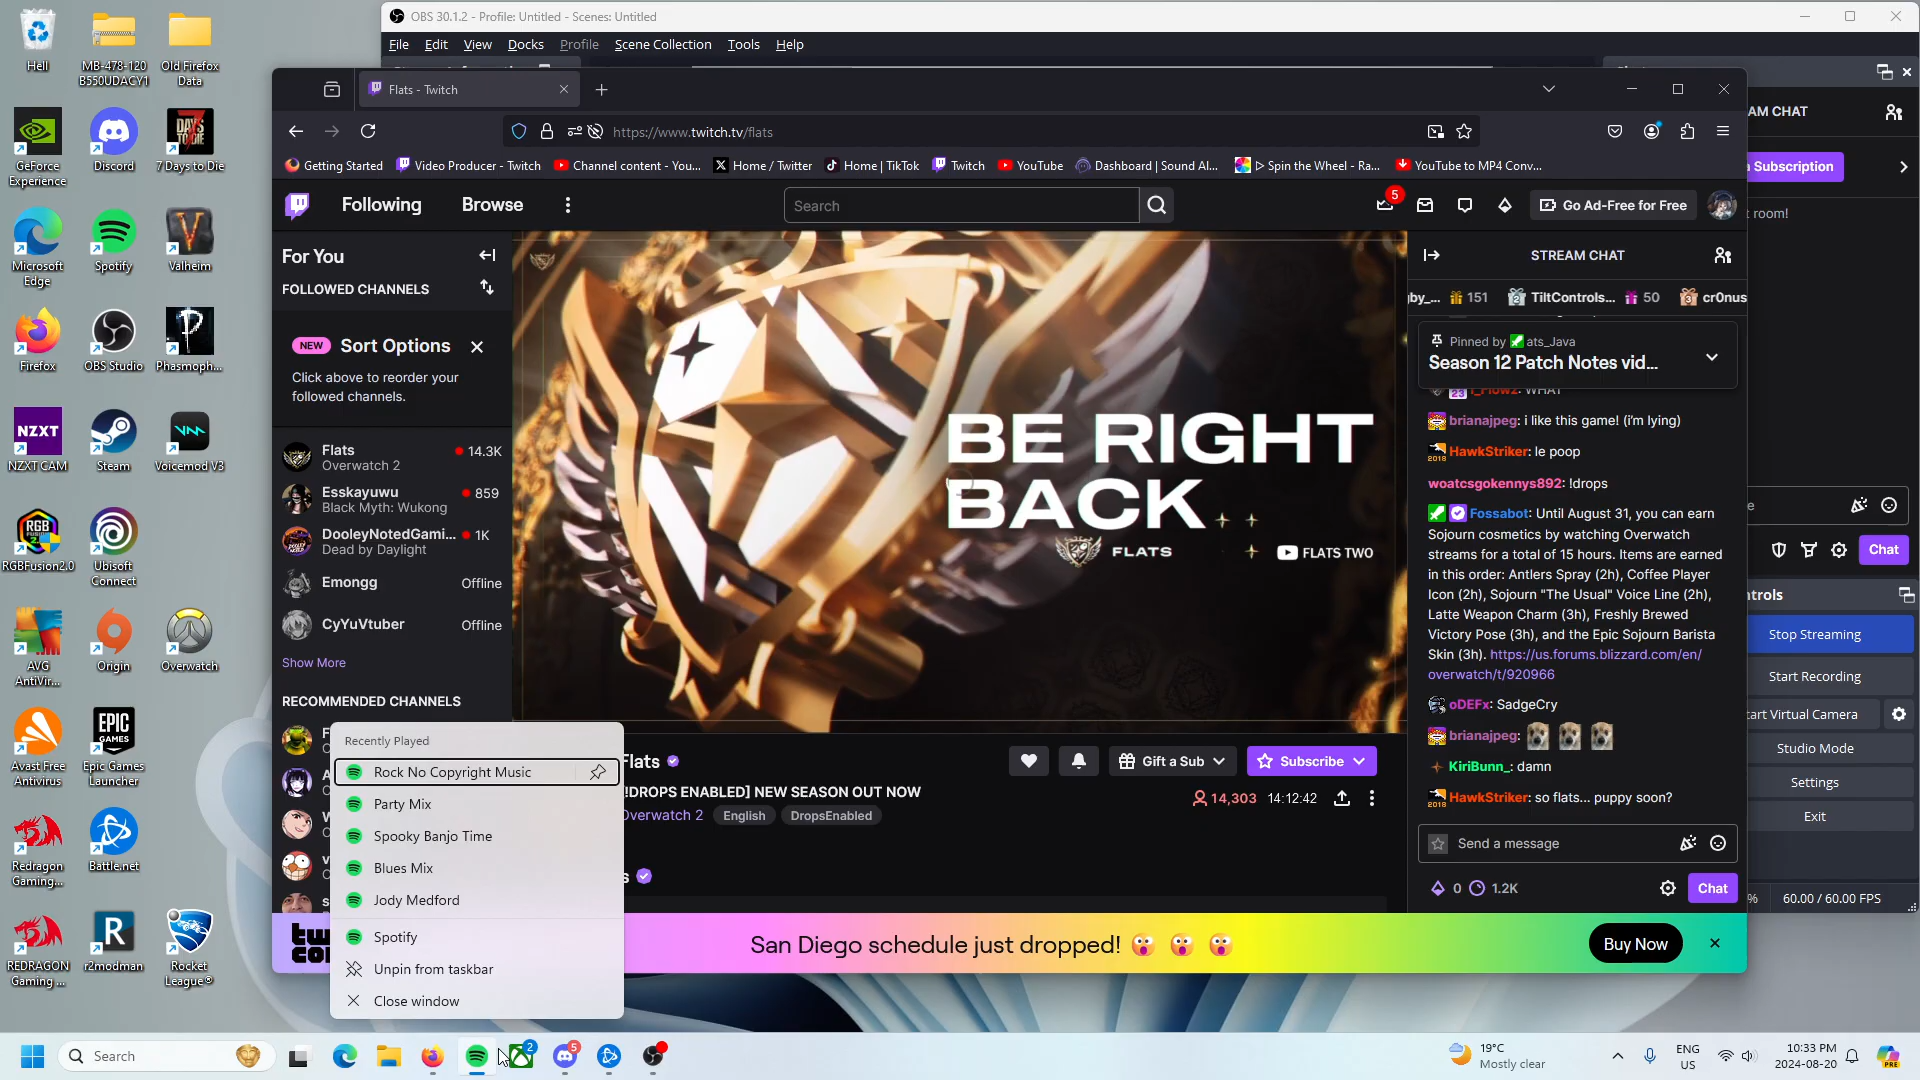 OBS 30.1.2 - Profile: Untitled - Scenes: Untitled
File Edit View Docks Profile Scene Collection Tools Help
Hell
MB-478-120
B550UDACY1
Old Firefox
Data
GeForce
Experience
Discord
7 Days to Die
Microsoft
Edge
Spotify
Valheim
Firefox
OBS Studio
Phasmoph...
NZXT
NZXT CAM
Steam
Voicemod V3
RGBFusion2.0
Ubisoft
Connect
AVG
AntiVir...
Origin
Overwatch
Avast Free
Antivirus
Epic Games
Launcher
Redragon
Gaming...
Battle.net
REDRAGON
Gaming ...
r2modman
Rocket
League®
Flats - Twitch
https://www.twitch.tv/flats
Getting Started
Video Producer - Twitch
Channel content - You...
Home / Twitter
Home | TikTok
Twitch
YouTube
Dashboard | Sound Al...
Spin the Wheel - Ra...
YouTube to MP4 Conv...
Following
Browse
Search
5
Go Ad-Free for Free
For You
FOLLOWED CHANNELS
NEW Sort Options
Click above to reorder your
followed channels.
Flats 14.3K
Overwatch 2
Esskayuwu 859
Black Myth: Wukong
DooleyNotedGami... 1K
Dead by Daylight
Emongg Offline
CyYuVtuber Offline
Show More
RECOMMENDED CHANNELS
BE RIGHT
BACK
FLATS
FLATS TWO
Flats
[!DROPS ENABLED] NEW SEASON OUT NOW
Overwatch 2 English DropsEnabled
Gift a Sub
Subscribe
14,303 14:12:42
STREAM CHAT
151
TiltControls... 50
cr0nus
Pinned by ats_Java
Season 12 Patch Notes vid...
brianajpeg: i like this game! (i'm lying)
HawkStriker: le poop
woatcsgokennys892: !drops
Fossabot: Until August 31, you can earn
Sojourn cosmetics by watching Overwatch
streams for a total of 15 hours. Items are earned
in this order: Antlers Spray (2h), Coffee Player
Icon (2h), Sojourn "The Usual" Voice Line (2h),
Latte Weapon Charm (3h), Freshly Brewed
Victory Pose (3h), and the Epic Sojourn Barista
Skin (3h). https://us.forums.blizzard.com/en/
overwatch/t/920966
oDEFx: SadgeCry
brianajpeg:
KiriBunn_: damn
HawkStriker: so flats... puppy soon?
Send a message
0 1.2K
Chat
San Diego schedule just dropped!
Buy Now
AM CHAT
a Subscription
t room!
Chat
ntrols
Stop Streaming
Start Recording
tart Virtual Camera
Studio Mode
Settings
Exit
% 60.00 / 60.00 FPS
Recently Played
Rock No Copyright Music
Party Mix
Spooky Banjo Time
Blues Mix
Jody Medford
Spotify
Unpin from taskbar
Close window
Search
2
5
19°C
Mostly clear
ENG
US
10:33 PM
2024-08-20
PRE